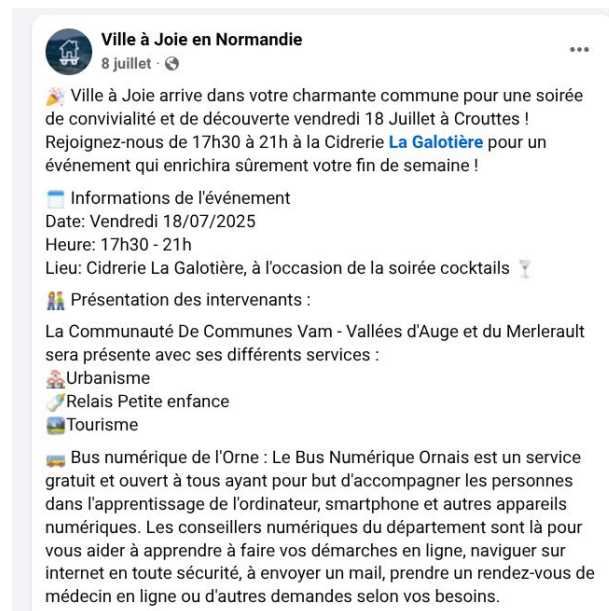 Ville à Joie en Normandie
8 juillet ·
🎉 Ville à Joie arrive dans votre charmante commune pour une soirée
de convivialité et de découverte vendredi 18 Juillet à Crouttes !
Rejoignez-nous de 17h30 à 21h à la Cidrerie La Galotière pour un
événement qui enrichira sûrement votre fin de semaine !
🗓️ Informations de l'événement
Date: Vendredi 18/07/2025
Heure: 17h30 - 21h
Lieu: Cidrerie La Galotière, à l'occasion de la soirée cocktails 🍸
👫 Présentation des intervenants :
La Communauté De Communes Vam - Vallées d'Auge et du Merlerault
sera présente avec ses différents services :
🏘️Urbanisme
🍼Relais Petite enfance
🏞️Tourisme
🚌 Bus numérique de l'Orne : Le Bus Numérique Ornais est un service
gratuit et ouvert à tous ayant pour but d'accompagner les personnes
dans l'apprentissage de l'ordinateur, smartphone et autres appareils
numériques. Les conseillers numériques du département sont là pour
vous aider à apprendre à faire vos démarches en ligne, naviguer sur
internet en toute sécurité, à envoyer un mail, prendre un rendez-vous de
médecin en ligne ou d'autres demandes selon vos besoins.